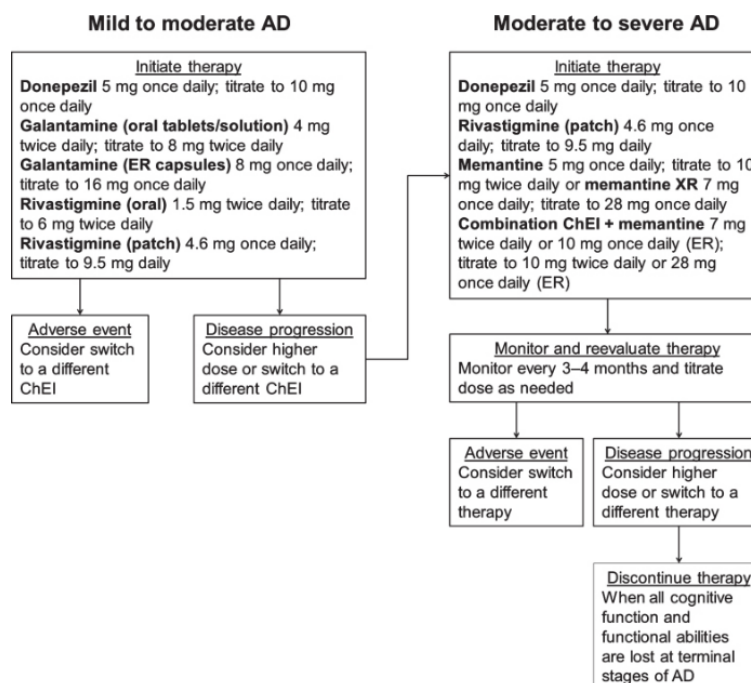 Mild to moderate AD
Initiate therapy
Donepezil 5 mg once daily; titrate to 10 mg
once daily
Galantamine (oral tablets/solution) 4 mg
twice daily; titrate to 8 mg twice daily
Galantamine (ER capsules) 8 mg once daily;
titrate to 16 mg once daily
Rivastigmine (oral) 1.5 mg twice daily; titrate
to 6 mg twice daily
Rivastigmine (patch) 4.6 mg once daily;
titrate to 9.5 mg daily
Adverse event
Consider switch
to a different
ChEI
Disease progression
Consider higher
dose or switch to a
different ChEI
Moderate to severe AD
Initiate therapy
Donepezil 5 mg once daily; titrate to 10
mg once daily
Rivastigmine (patch) 4.6 mg once
daily; titrate to 9.5 mg daily
Memantine 5 mg once daily; titrate to 10
mg twice daily or memantine XR 7 mg
once daily; titrate to 28 mg once daily
Combination ChEI + memantine 7 mg
twice daily or 10 mg once daily (ER);
titrate to 10 mg twice daily or 28 mg
once daily (ER)
Monitor and reevaluate therapy
Monitor every 3–4 months and titrate
dose as needed
Adverse event
Consider switch
to a different
therapy
Disease progression
Consider higher
dose or switch to a
different therapy
Discontinue therapy
When all cognitive
function and
functional abilities
are lost at terminal
stages of AD